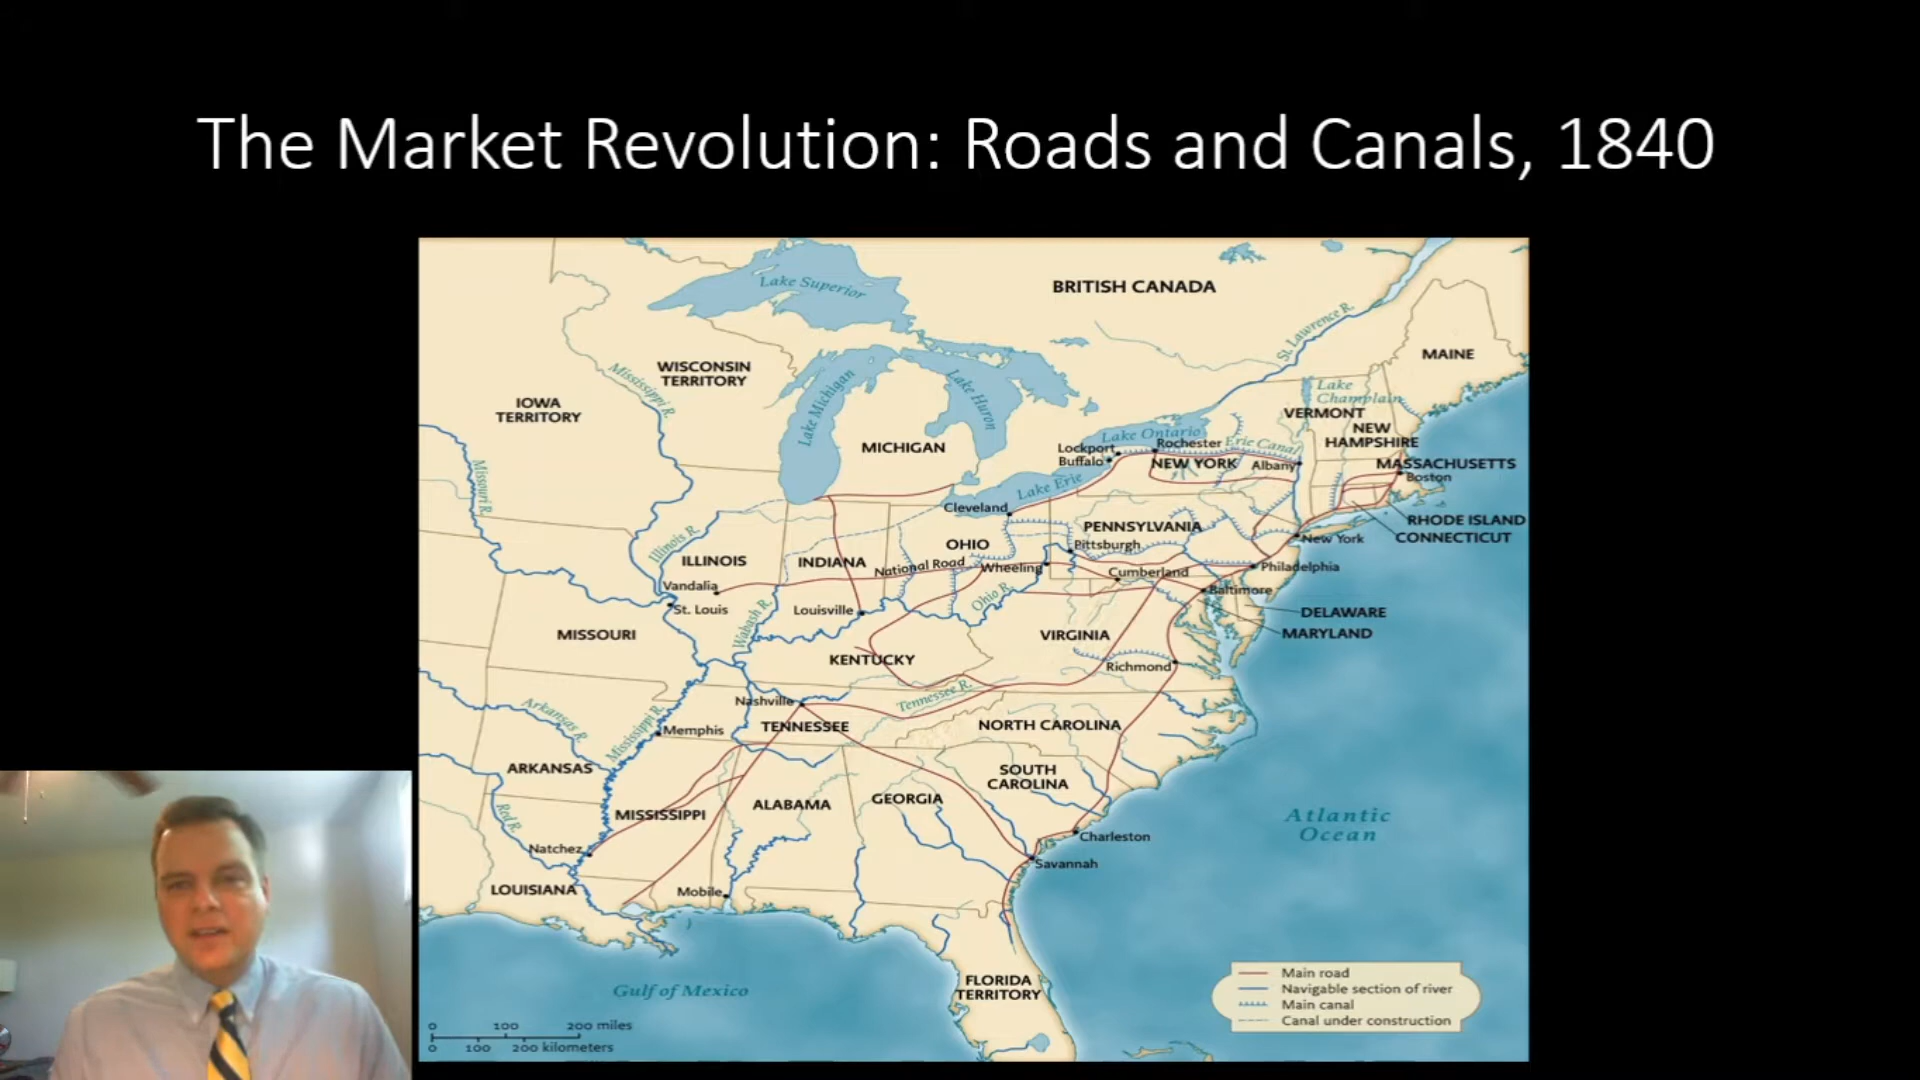 The Market Revolution: Roads and Canals, 1840
Lake Superior
BRITISH CANADA
St. Lawrence R.
MAINE
WISCONSIN
TERRITORY
Mississippi R.
IOWA
TERRITORY
Lake Michigan
Lake Huron
MICHIGAN
Lake
Champlain
VERMONT
NEW
HAMPSHIRE
Lake Ontario
Lockport
Rochester
Erie Canal
Buffalo
NEW YORK
Albany
MASSACHUSETTS
Boston
Missouri R.
Lake Erie
Cleveland
PENNSYLVANIA
RHODE ISLAND
CONNECTICUT
New York
Illinois R.
OHIO
Pittsburgh
ILLINOIS
INDIANA
National Road
Wheeling
Cumberland
Philadelphia
Vandalia
St. Louis
Wabash R.
Louisville
Ohio R.
Baltimore
DELAWARE
MARYLAND
MISSOURI
VIRGINIA
KENTUCKY
Richmond
Nashville
Tennessee R.
Arkansas R.
Mississippi R.
Memphis
TENNESSEE
NORTH CAROLINA
ARKANSAS
SOUTH
CAROLINA
Red R.
MISSISSIPPI
ALABAMA
GEORGIA
Atlantic
Ocean
Natchez
Charleston
Savannah
LOUISIANA
Mobile
Gulf of Mexico
FLORIDA
TERRITORY
Main road
Navigable section of river
Main canal
Canal under construction
0 100 200 miles
0 100 200 kilometers